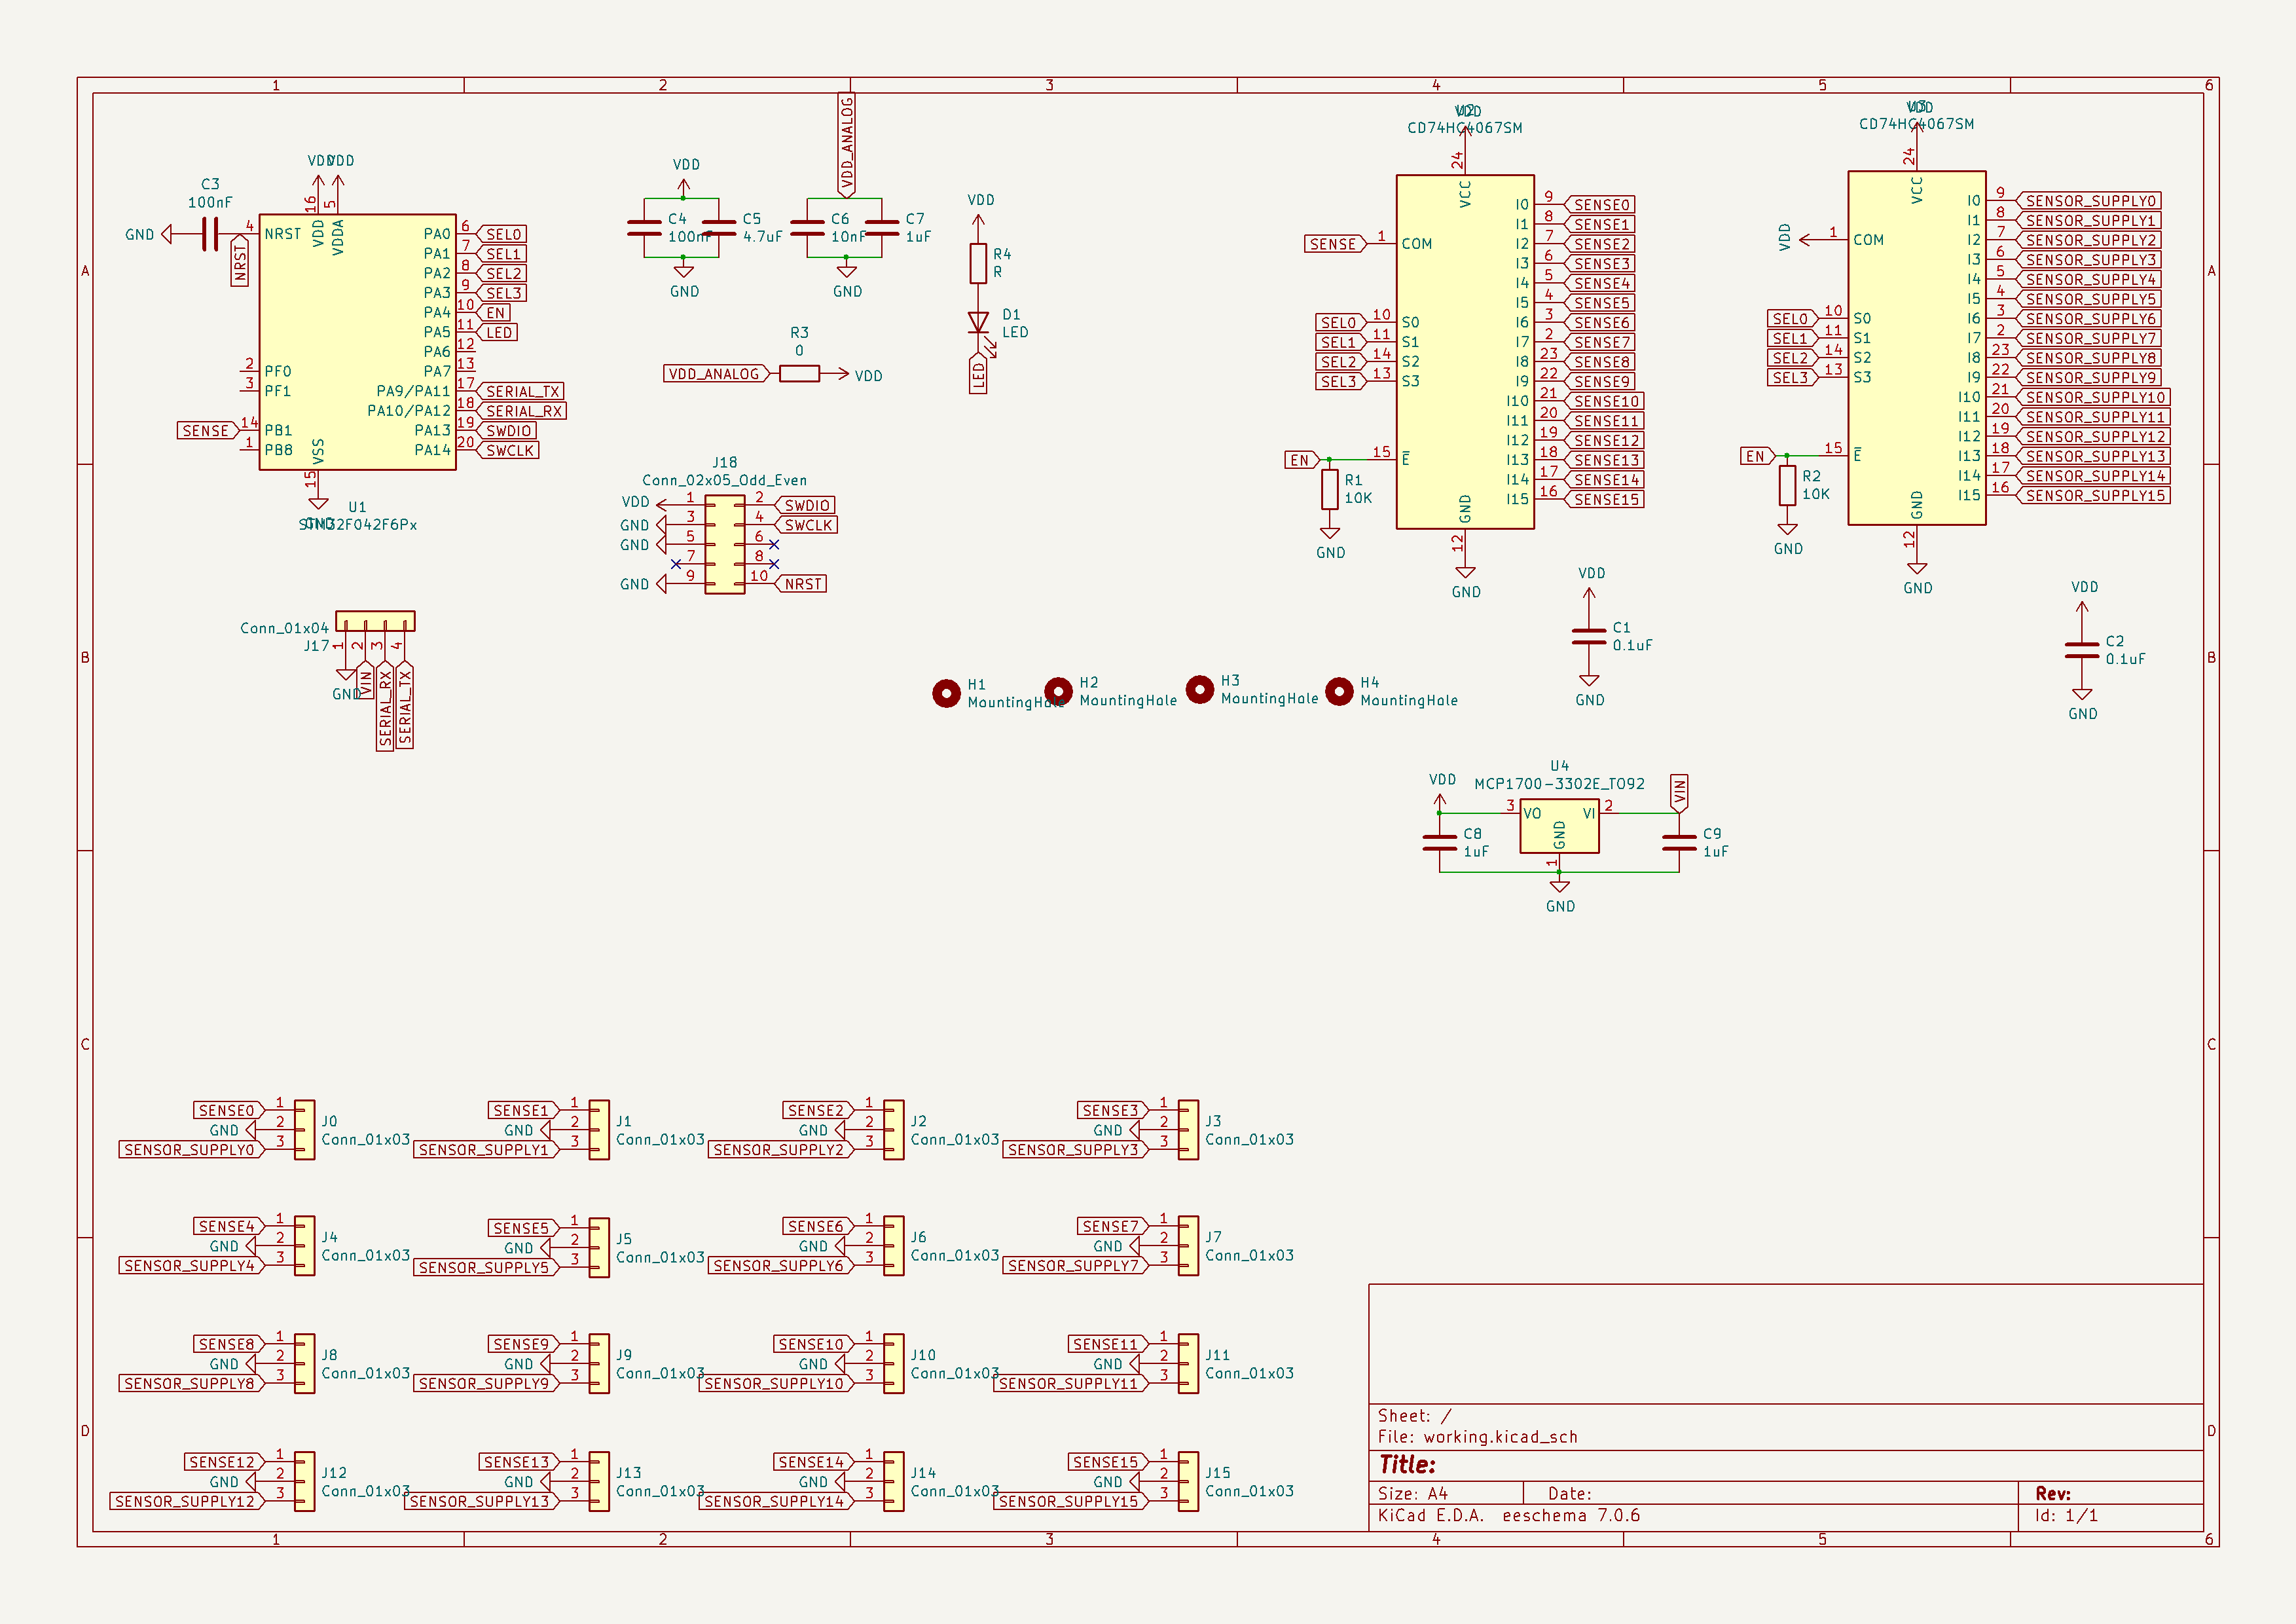 1 2 3 4 5 6
A
B
C
D
A
B
C
D
1 2 3 4 5 6
C3
100nF
GND
NRST
VDD
VDD
16
5
4 NRST
VDD
VDDA
2 PF0
3 PF1
SENSE 14 PB1
1 PB8
VSS
15
GND
PA0 6 SEL0
PA1 7 SEL1
PA2 8 SEL2
PA3 9 SEL3
PA4 10 EN
PA5 11 LED
PA6 12
PA7 13
PA9/PA11 17 SERIAL_TX
PA10/PA12 18 SERIAL_RX
PA13 19 SWDIO
PA14 20 SWCLK
U1
STM32F042F6Px
Conn_01x04
J17
1 2 3 4
GND
VIN
SERIAL_RX
SERIAL_TX
VDD
C4
100nF
C5
4.7uF
GND
VDD_ANALOG
C6
10nF
C7
1uF
GND
R3
0
VDD_ANALOG
VDD
VDD
R4
R
D1
LED
LED
J18
Conn_02x05_Odd_Even
VDD 1 2 SWDIO
GND 3 4 SWCLK
GND 5 6
7 8
GND 9 10 NRST
H1
MountingHole
H2
MountingHole
H3
MountingHole
H4
MountingHole
U2
VDD
CD74HC4067SM
24
VCC
SENSE 1 COM
SEL0 10 S0
SEL1 11 S1
SEL2 14 S2
SEL3 13 S3
EN 15 E
R1
10K
GND
GND
12
GND
I0 9 SENSE0
I1 8 SENSE1
I2 7 SENSE2
I3 6 SENSE3
I4 5 SENSE4
I5 4 SENSE5
I6 3 SENSE6
I7 2 SENSE7
I8 23 SENSE8
I9 22 SENSE9
I10 21 SENSE10
I11 20 SENSE11
I12 19 SENSE12
I13 18 SENSE13
I14 17 SENSE14
I15 16 SENSE15
VDD
C1
0.1uF
GND
U3
VDD
CD74HC4067SM
24
VCC
VDD 1 COM
SEL0 10 S0
SEL1 11 S1
SEL2 14 S2
SEL3 13 S3
EN 15 E
R2
10K
GND
GND
12
GND
I0 9 SENSOR_SUPPLY0
I1 8 SENSOR_SUPPLY1
I2 7 SENSOR_SUPPLY2
I3 6 SENSOR_SUPPLY3
I4 5 SENSOR_SUPPLY4
I5 4 SENSOR_SUPPLY5
I6 3 SENSOR_SUPPLY6
I7 2 SENSOR_SUPPLY7
I8 23 SENSOR_SUPPLY8
I9 22 SENSOR_SUPPLY9
I10 21 SENSOR_SUPPLY10
I11 20 SENSOR_SUPPLY11
I12 19 SENSOR_SUPPLY12
I13 18 SENSOR_SUPPLY13
I14 17 SENSOR_SUPPLY14
I15 16 SENSOR_SUPPLY15
VDD
C2
0.1uF
GND
U4
MCP1700-3302E_TO92
VDD
3 VO
VI 2
GND
1
VIN
C8
1uF
C9
1uF
GND
SENSE0 1
GND 2
SENSOR_SUPPLY0 3
J0
Conn_01x03
SENSE1 1
GND 2
SENSOR_SUPPLY1 3
J1
Conn_01x03
SENSE2 1
GND 2
SENSOR_SUPPLY2 3
J2
Conn_01x03
SENSE3 1
GND 2
SENSOR_SUPPLY3 3
J3
Conn_01x03
SENSE4 1
GND 2
SENSOR_SUPPLY4 3
J4
Conn_01x03
SENSE5 1
GND 2
SENSOR_SUPPLY5 3
J5
Conn_01x03
SENSE6 1
GND 2
SENSOR_SUPPLY6 3
J6
Conn_01x03
SENSE7 1
GND 2
SENSOR_SUPPLY7 3
J7
Conn_01x03
SENSE8 1
GND 2
SENSOR_SUPPLY8 3
J8
Conn_01x03
SENSE9 1
GND 2
SENSOR_SUPPLY9 3
J9
Conn_01x03
SENSE10 1
GND 2
SENSOR_SUPPLY10 3
J10
Conn_01x03
SENSE11 1
GND 2
SENSOR_SUPPLY11 3
J11
Conn_01x03
SENSE12 1
GND 2
SENSOR_SUPPLY12 3
J12
Conn_01x03
SENSE13 1
GND 2
SENSOR_SUPPLY13 3
J13
Conn_01x03
SENSE14 1
GND 2
SENSOR_SUPPLY14 3
J14
Conn_01x03
SENSE15 1
GND 2
SENSOR_SUPPLY15 3
J15
Conn_01x03
Sheet: /
File: working.kicad_sch
Title:
Size: A4 Date: Rev:
KiCad E.D.A. eeschema 7.0.6 Id: 1/1